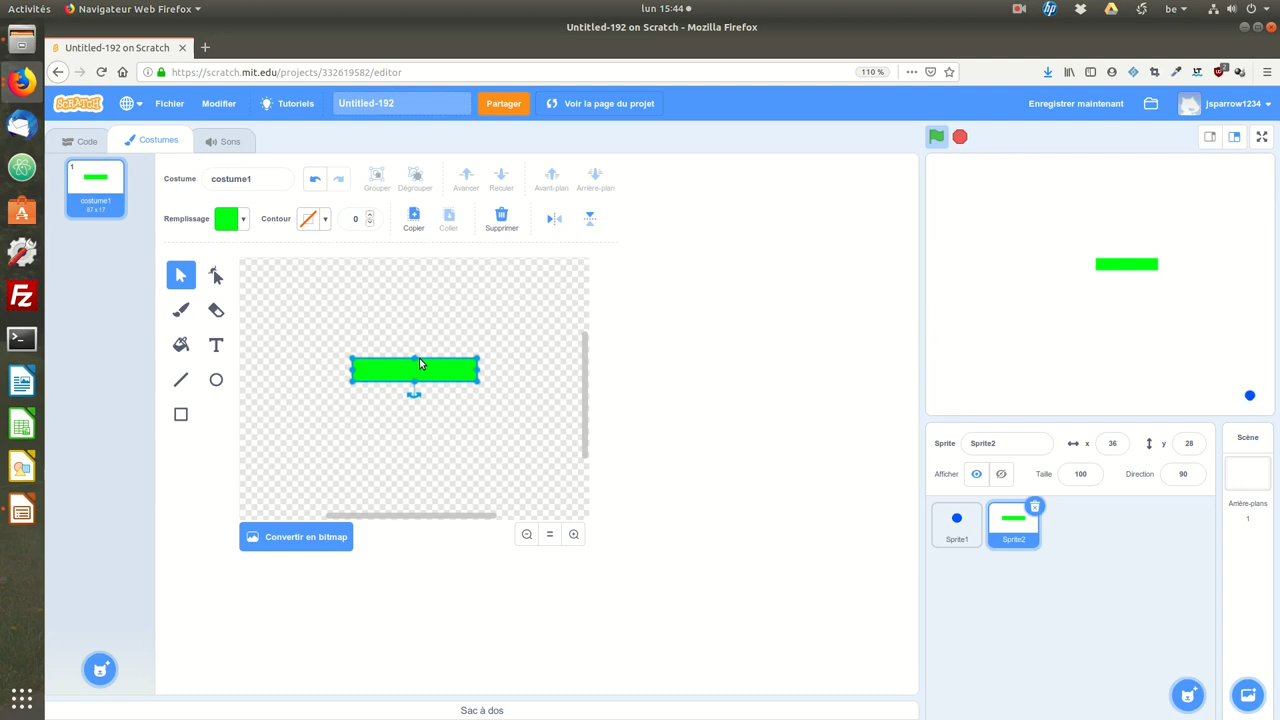 Activités
Navigateur Web Firefox
lun 15:44
be
Untitled-192 on Scratch - Mozilla Firefox
Untitled-192 on Scratch
https://scratch.mit.edu/projects/332619582/editor
110 %
SCRATCH
Fichier
Modifier
Tutoriels
Untitled-192
Partager
Voir la page du projet
Enregistrer maintenant
jsparrow1234
Code
Costumes
Sons
1
costume1
Costume
costume1
Grouper
Dégrouper
Avancer
Reculer
Avant-plan
Arrière-plan
Remplissage
Contour
0
Copier
Coller
Supprimer
T
Convertir en bitmap
Sprite
Sprite2
x
36
y
28
Afficher
Taille
100
Direction
90
Sprite1
Sprite2
Scène
Arrière-plans
1
Sac à dos